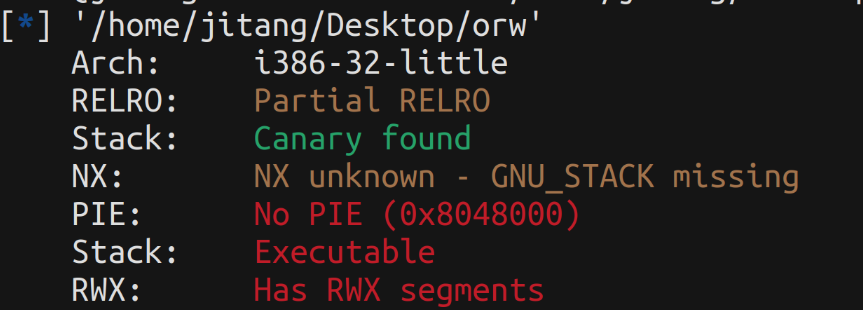 [*] '/home/jitang/Desktop/orw'
Arch: i386-32-little
RELRO: Partial RELRO
Stack: Canary found
NX: NX unknown - GNU_STACK missing
PIE: No PIE (0x8048000)
Stack: Executable
RWX: Has RWX segments